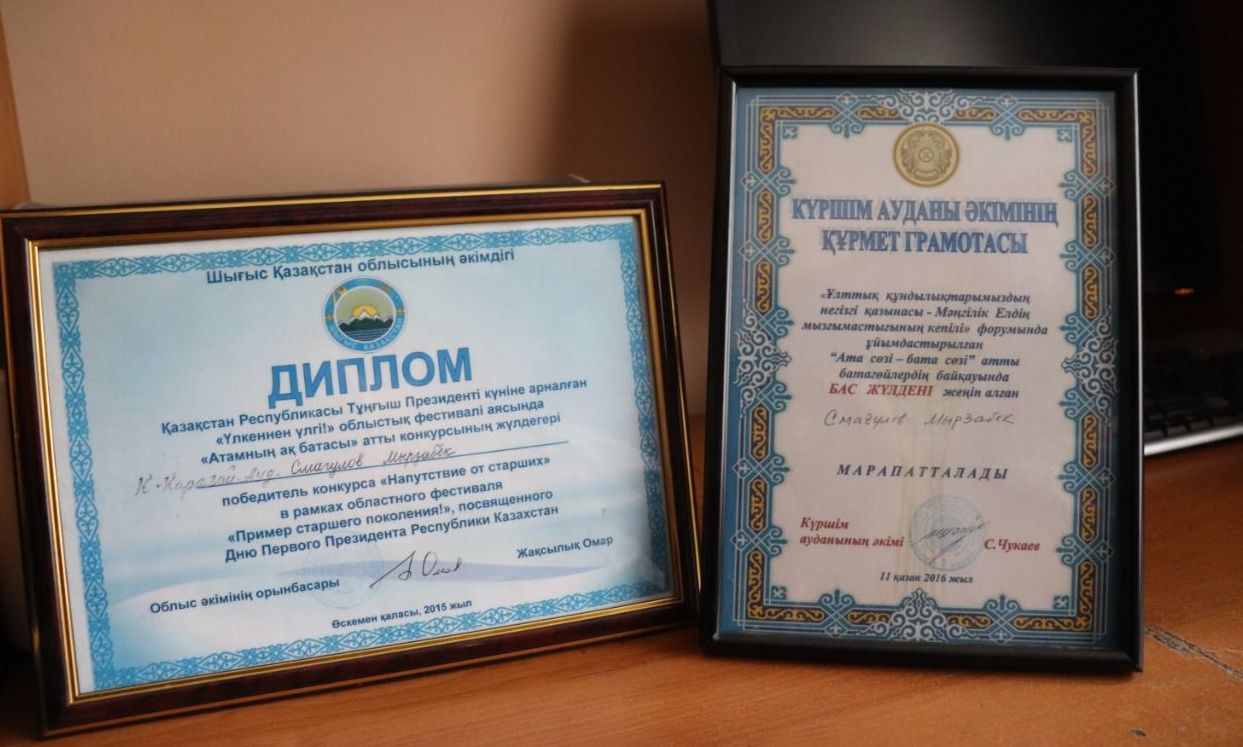 Шығыс Қазақстан облысының әкімдігі
ДИПЛОМ
Қазақстан Республикасы Тұңғыш Президенті күніне арналған
«Үлкеннен үлгі!» облыстық фестивалі аясында
«Атамның ақ батасы» атты конкурсының жүлдегері
К-Карагай ауд. Смагулов Мырзабек
победитель конкурса «Напутствие от старших»
в рамках областного фестиваля
«Пример старшего поколения!», посвященного
Дню Первого Президента Республики Казахстан
Облыс әкімінің орынбасары
Жақсылық Омар
Өскемен қаласы, 2015 жыл
КҮРШІМ АУДАНЫ ӘКІМІНІҢ
ҚҰРМЕТ ГРАМОТАСЫ
«Ұлттық құндылықтарымыздың
негізгі қазынасы - Мәңгілік Елдің
мызғымастығының кепілі» форумында
ұйымдастырылған
“Ата сөзі – бата сөзі” атты
батагөйлердің байқауында
БАС ЖҮЛДЕНІ жеңіп алған
Смагулов Мырзабек
МАРАПАТТАЛАДЫ
Күршім
ауданының әкімі С.Чукаев
11 қазан 2016 жыл